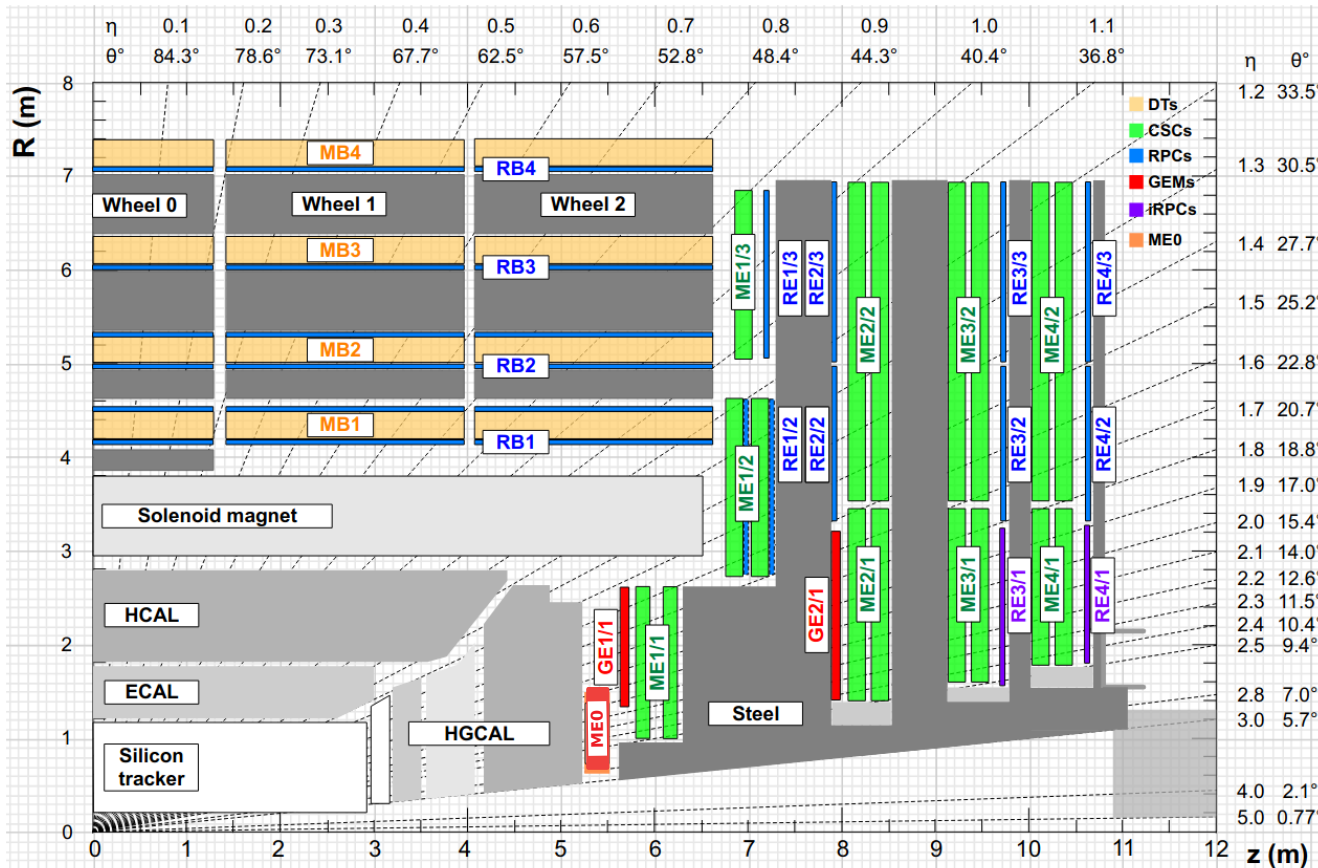 η 0.1 0.2 0.3 0.4 0.5 0.6 0.7 0.8 0.9 1.0 1.1
θ° 84.3° 78.6° 73.1° 67.7° 62.5° 57.5° 52.8° 48.4° 44.3° 40.4° 36.8° η θ°
R (m)
8
7
6
5
4
3
2
1
0
1.2 33.5°
1.3 30.5°
1.4 27.7°
1.5 25.2°
1.6 22.8°
1.7 20.7°
1.8 18.8°
1.9 17.0°
2.0 15.4°
2.1 14.0°
2.2 12.6°
2.3 11.5°
2.4 10.4°
2.5 9.4°
2.8 7.0°
3.0 5.7°
4.0 2.1°
5.0 0.77°
DTs
CSCs
RPCs
GEMs
iRPCs
ME0
MB4
RB4
Wheel 0 Wheel 1 Wheel 2
MB3
RB3
MB2
RB2
MB1
RB1
ME1/3
RE1/3
RE2/3
ME2/2
ME3/2
RE3/3
ME4/2
RE4/3
ME1/2
RE1/2
RE2/2
RE3/2
RE4/2
Solenoid magnet
HCAL
ECAL
Silicon
tracker
HGCAL
ME0
GE1/1
ME1/1
Steel
GE2/1
ME2/1
ME3/1
RE3/1
ME4/1
RE4/1
0 1 2 3 4 5 6 7 8 9 10 11 12
z (m)